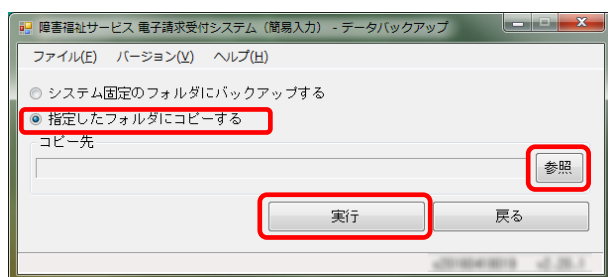 障害福祉サービス 電子請求受付システム（簡易入力） - データバックアップ
ファイル(F) バージョン(V) ヘルプ(H)
システム固定のフォルダにバックアップする
指定したフォルダにコピーする
コピー先
参照
実行 戻る